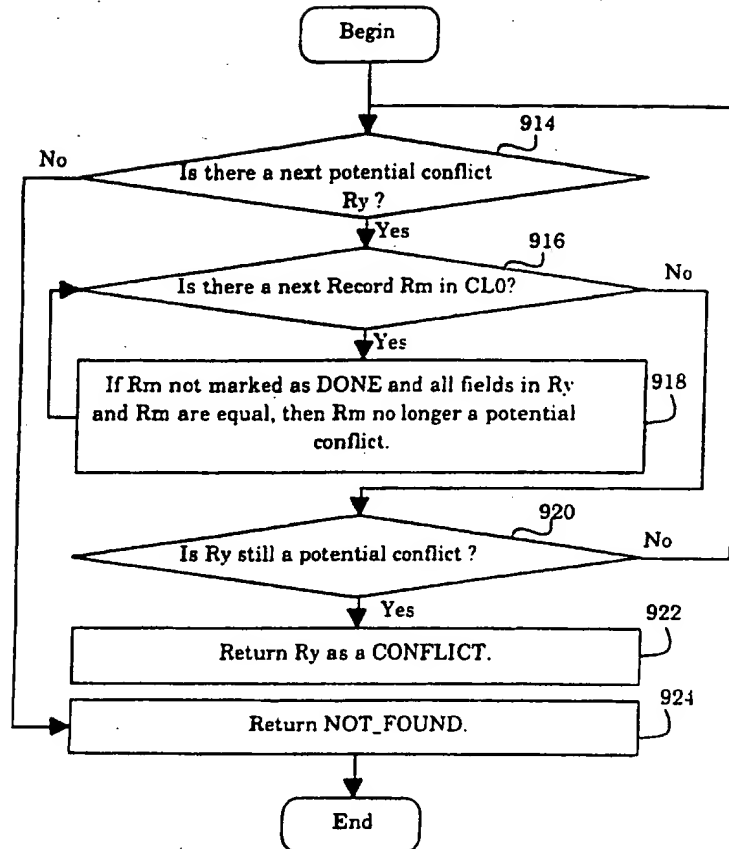 Begin
914
No
Is there a next potential conflict
Ry ?
Yes
916
Is there a next Record Rm in CL0?
No
Yes
If Rm not marked as DONE and all fields in Ry
and Rm are equal, then Rm no longer a potential
conflict.
918
920
Is Ry still a potential conflict ?
No
Yes
922
Return Ry as a CONFLICT.
924
Return NOT_FOUND.
End